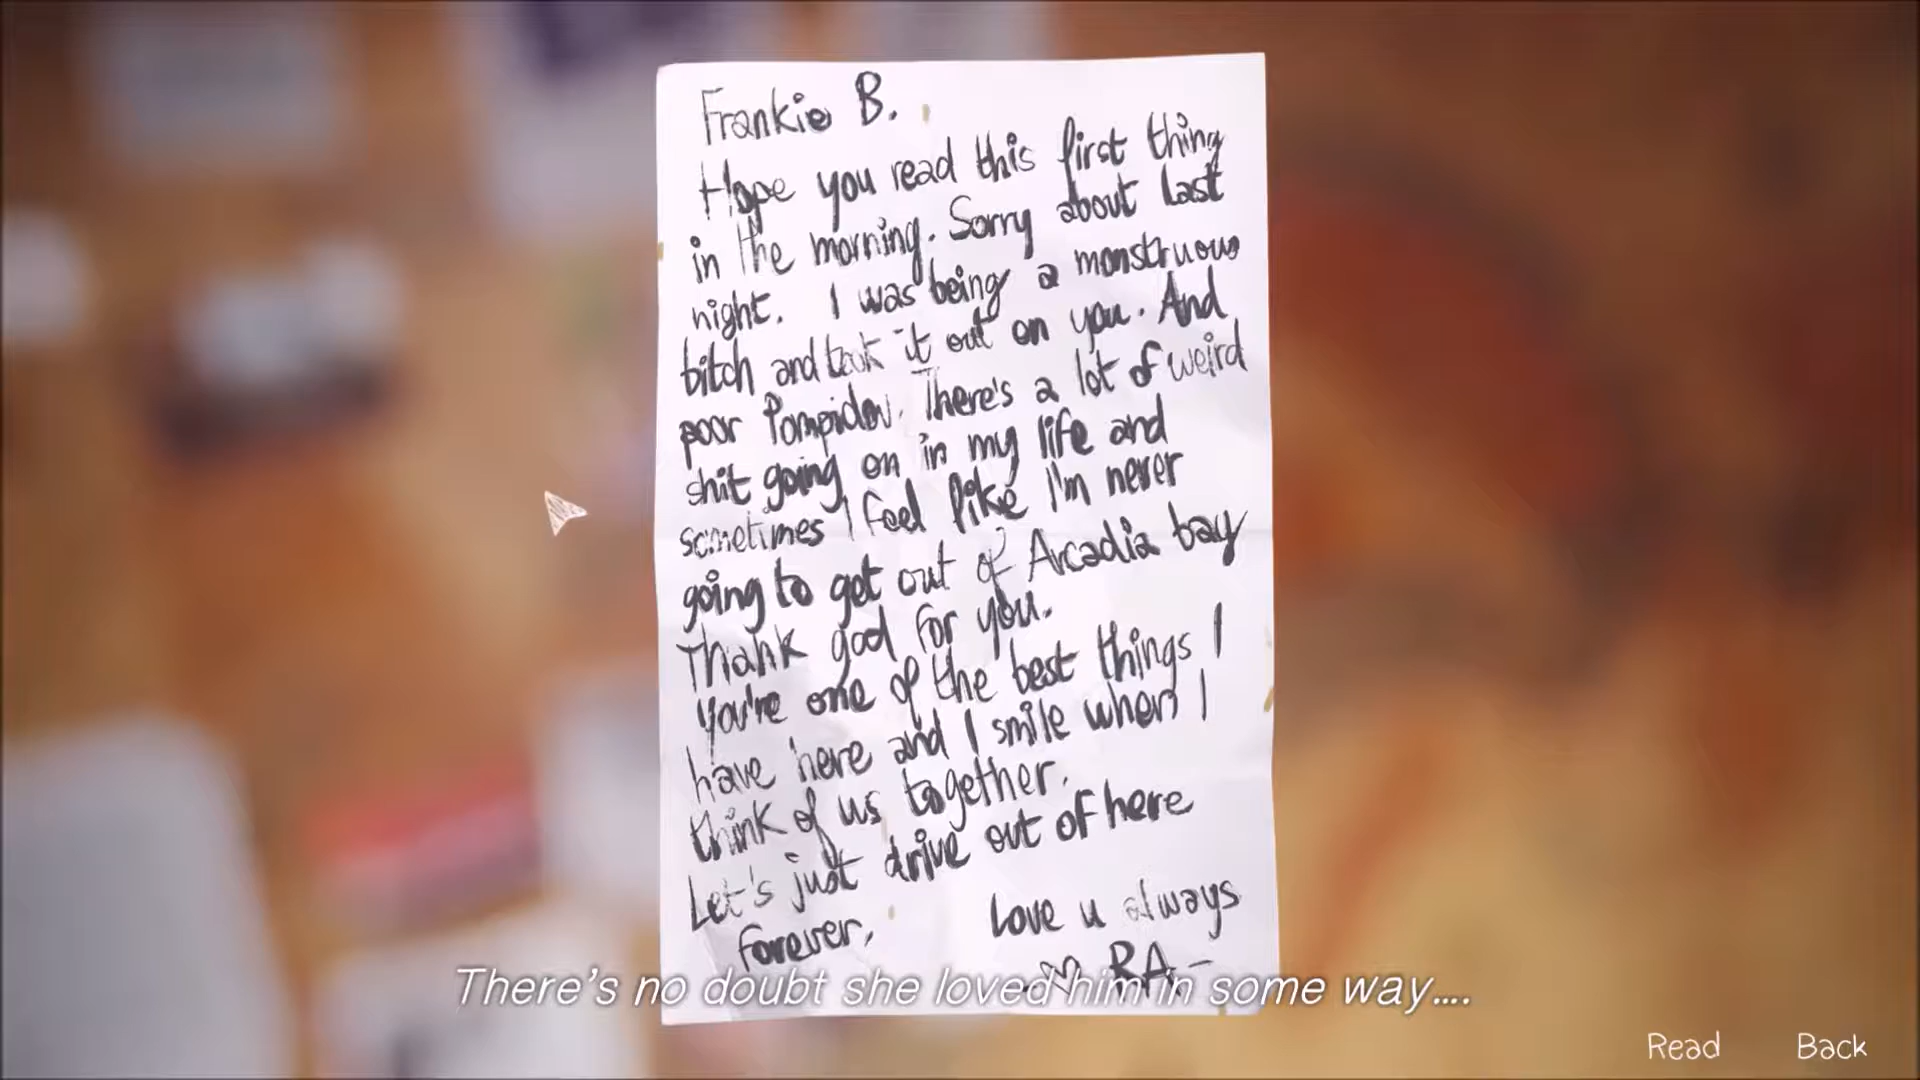 Frankie B.
Hope you read this first thing
in the morning. Sorry about last
night. I was being a monstruous
bitch and took it out on you. And
poor Pompidou. There's a lot of weird
shit going on in my life and
sometimes I feel like I'm never
going to get out of Arcadia bay
Thank god for you.
You're one of the best things I
have here and I smile when I
think of us together.
Let's just drive out of here
forever,
Love u always
♡ RA -
There's no doubt she loved him in some way....
Read
Back